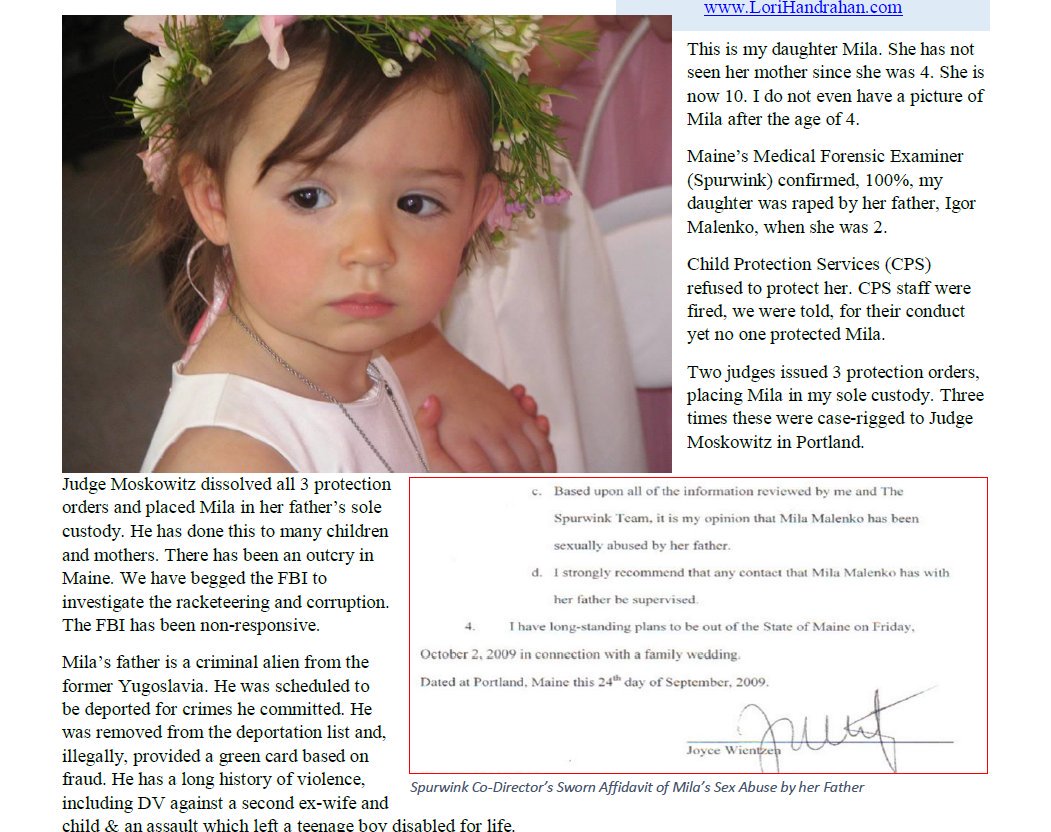 www.LoriHandrahan.com
This is my daughter Mila. She has not
seen her mother since she was 4. She is
now 10. I do not even have a picture of
Mila after the age of 4.
Maine’s Medical Forensic Examiner
(Spurwink) confirmed, 100%, my
daughter was raped by her father, Igor
Malenko, when she was 2.
Child Protection Services (CPS)
refused to protect her. CPS staff were
fired, we were told, for their conduct
yet no one protected Mila.
Two judges issued 3 protection orders,
placing Mila in my sole custody. Three
times these were case-rigged to Judge
Moskowitz in Portland.
Judge Moskowitz dissolved all 3 protection
orders and placed Mila in her father’s sole
custody. He has done this to many children
and mothers. There has been an outcry in
Maine. We have begged the FBI to
investigate the racketeering and corruption.
The FBI has been non-responsive.
Mila’s father is a criminal alien from the
former Yugoslavia. He was scheduled to
be deported for crimes he committed. He
was removed from the deportation list and,
illegally, provided a green card based on
fraud. He has a long history of violence,
including DV against a second ex-wife and
child & an assault which left a teenage boy disabled for life.
c. Based upon all of the information reviewed by me and The
Spurwink Team, it is my opinion that Mila Malenko has been
sexually abused by her father.
d. I strongly recommend that any contact that Mila Malenko has with
her father be supervised.
4. I have long-standing plans to be out of the State of Maine on Friday,
October 2, 2009 in connection with a family wedding.
Dated at Portland, Maine this 24th day of September, 2009.
Joyce Wientzen
Spurwink Co-Director’s Sworn Affidavit of Mila’s Sex Abuse by her Father